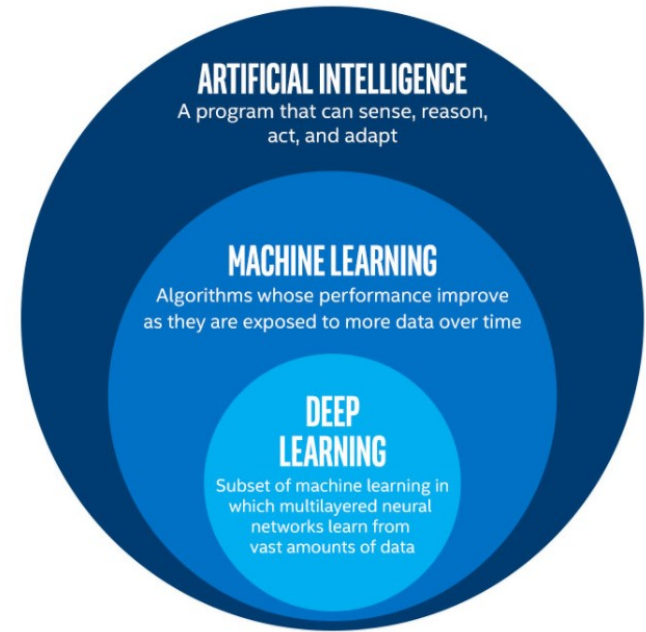 ARTIFICIAL INTELLIGENCE
A program that can sense, reason,
act, and adapt
MACHINE LEARNING
Algorithms whose performance improve
as they are exposed to more data over time
DEEP
LEARNING
Subset of machine learning in
which multilayered neural
networks learn from
vast amounts of data